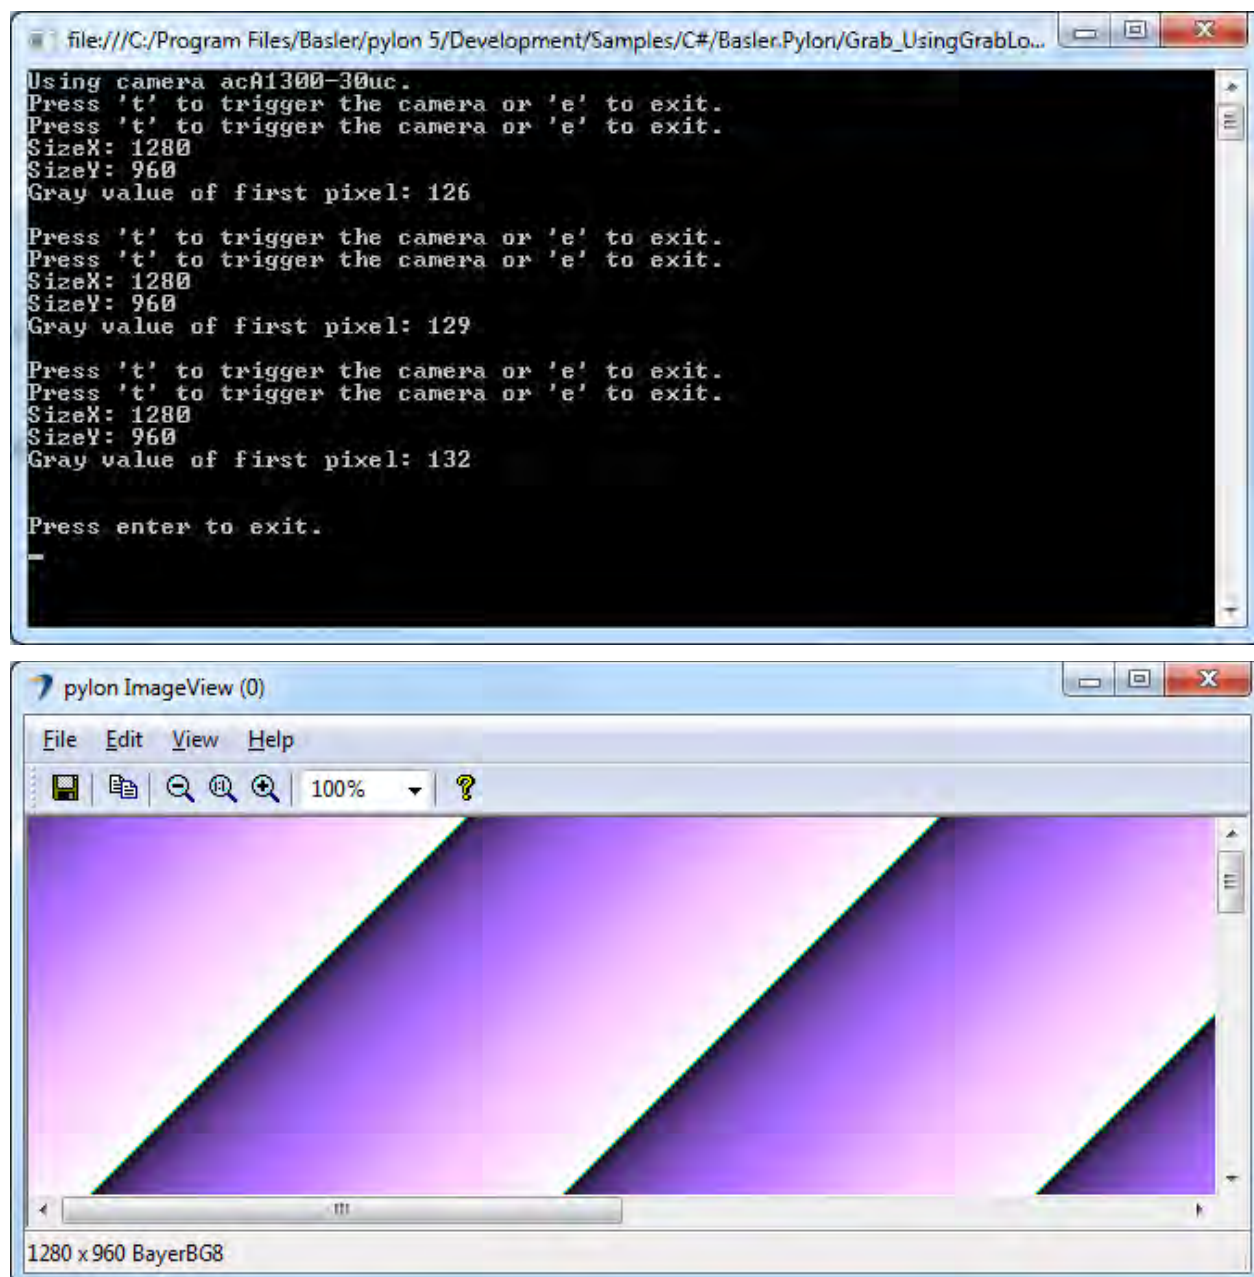 file:///C:/Program Files/Basler/pylon 5/Development/Samples/C#/Basler.Pylon/Grab_UsingGrabLo...
Using camera acA1300-30uc.
Press 't' to trigger the camera or 'e' to exit.
Press 't' to trigger the camera or 'e' to exit.
SizeX: 1280
SizeY: 960
Gray value of first pixel: 126
Press 't' to trigger the camera or 'e' to exit.
Press 't' to trigger the camera or 'e' to exit.
SizeX: 1280
SizeY: 960
Gray value of first pixel: 129
Press 't' to trigger the camera or 'e' to exit.
Press 't' to trigger the camera or 'e' to exit.
SizeX: 1280
SizeY: 960
Gray value of first pixel: 132
Press enter to exit.
pylon ImageView (0)
File Edit View Help
100%
1280 x 960 BayerBG8